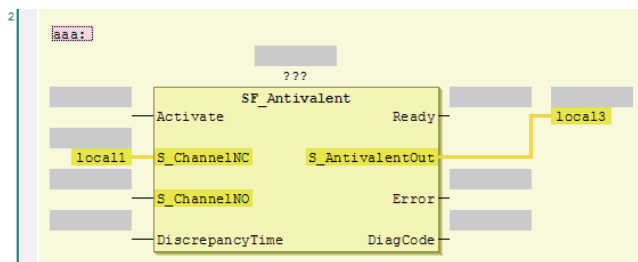 2
aaa:
???
SF_Antivalent
Activate Ready local3
local1 S_ChannelNC S_AntivalentOut
S_ChannelNO Error
DiscrepancyTime DiagCode